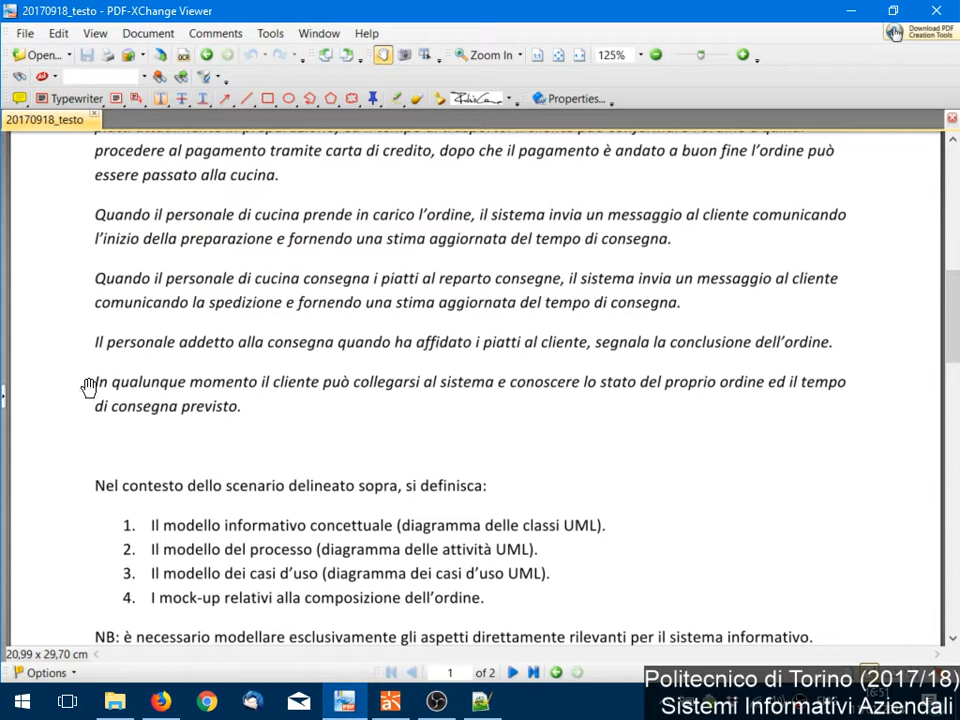 20170918_testo - PDF-XChange Viewer
File Edit View Document Comments Tools Window Help
Download PDF
Creation Tools
Open... OCR Zoom In 125%
Typewriter Properties...
20170918_testo
procedere al pagamento tramite carta di credito, dopo che il pagamento è andato a buon fine l’ordine può
essere passato alla cucina.
Quando il personale di cucina prende in carico l’ordine, il sistema invia un messaggio al cliente comunicando
l’inizio della preparazione e fornendo una stima aggiornata del tempo di consegna.
Quando il personale di cucina consegna i piatti al reparto consegne, il sistema invia un messaggio al cliente
comunicando la spedizione e fornendo una stima aggiornata del tempo di consegna.
Il personale addetto alla consegna quando ha affidato i piatti al cliente, segnala la conclusione dell’ordine.
In qualunque momento il cliente può collegarsi al sistema e conoscere lo stato del proprio ordine ed il tempo
di consegna previsto.
Nel contesto dello scenario delineato sopra, si definisca:
1. Il modello informativo concettuale (diagramma delle classi UML).
2. Il modello del processo (diagramma delle attività UML).
3. Il modello dei casi d’uso (diagramma dei casi d’uso UML).
4. I mock-up relativi alla composizione dell’ordine.
NB: è necessario modellare esclusivamente gli aspetti direttamente rilevanti per il sistema informativo.
20,99 x 29,70 cm
Options 1 of 2
Politecnico di Torino (2017/18)
16:51
Sistemi Informativi Aziendali